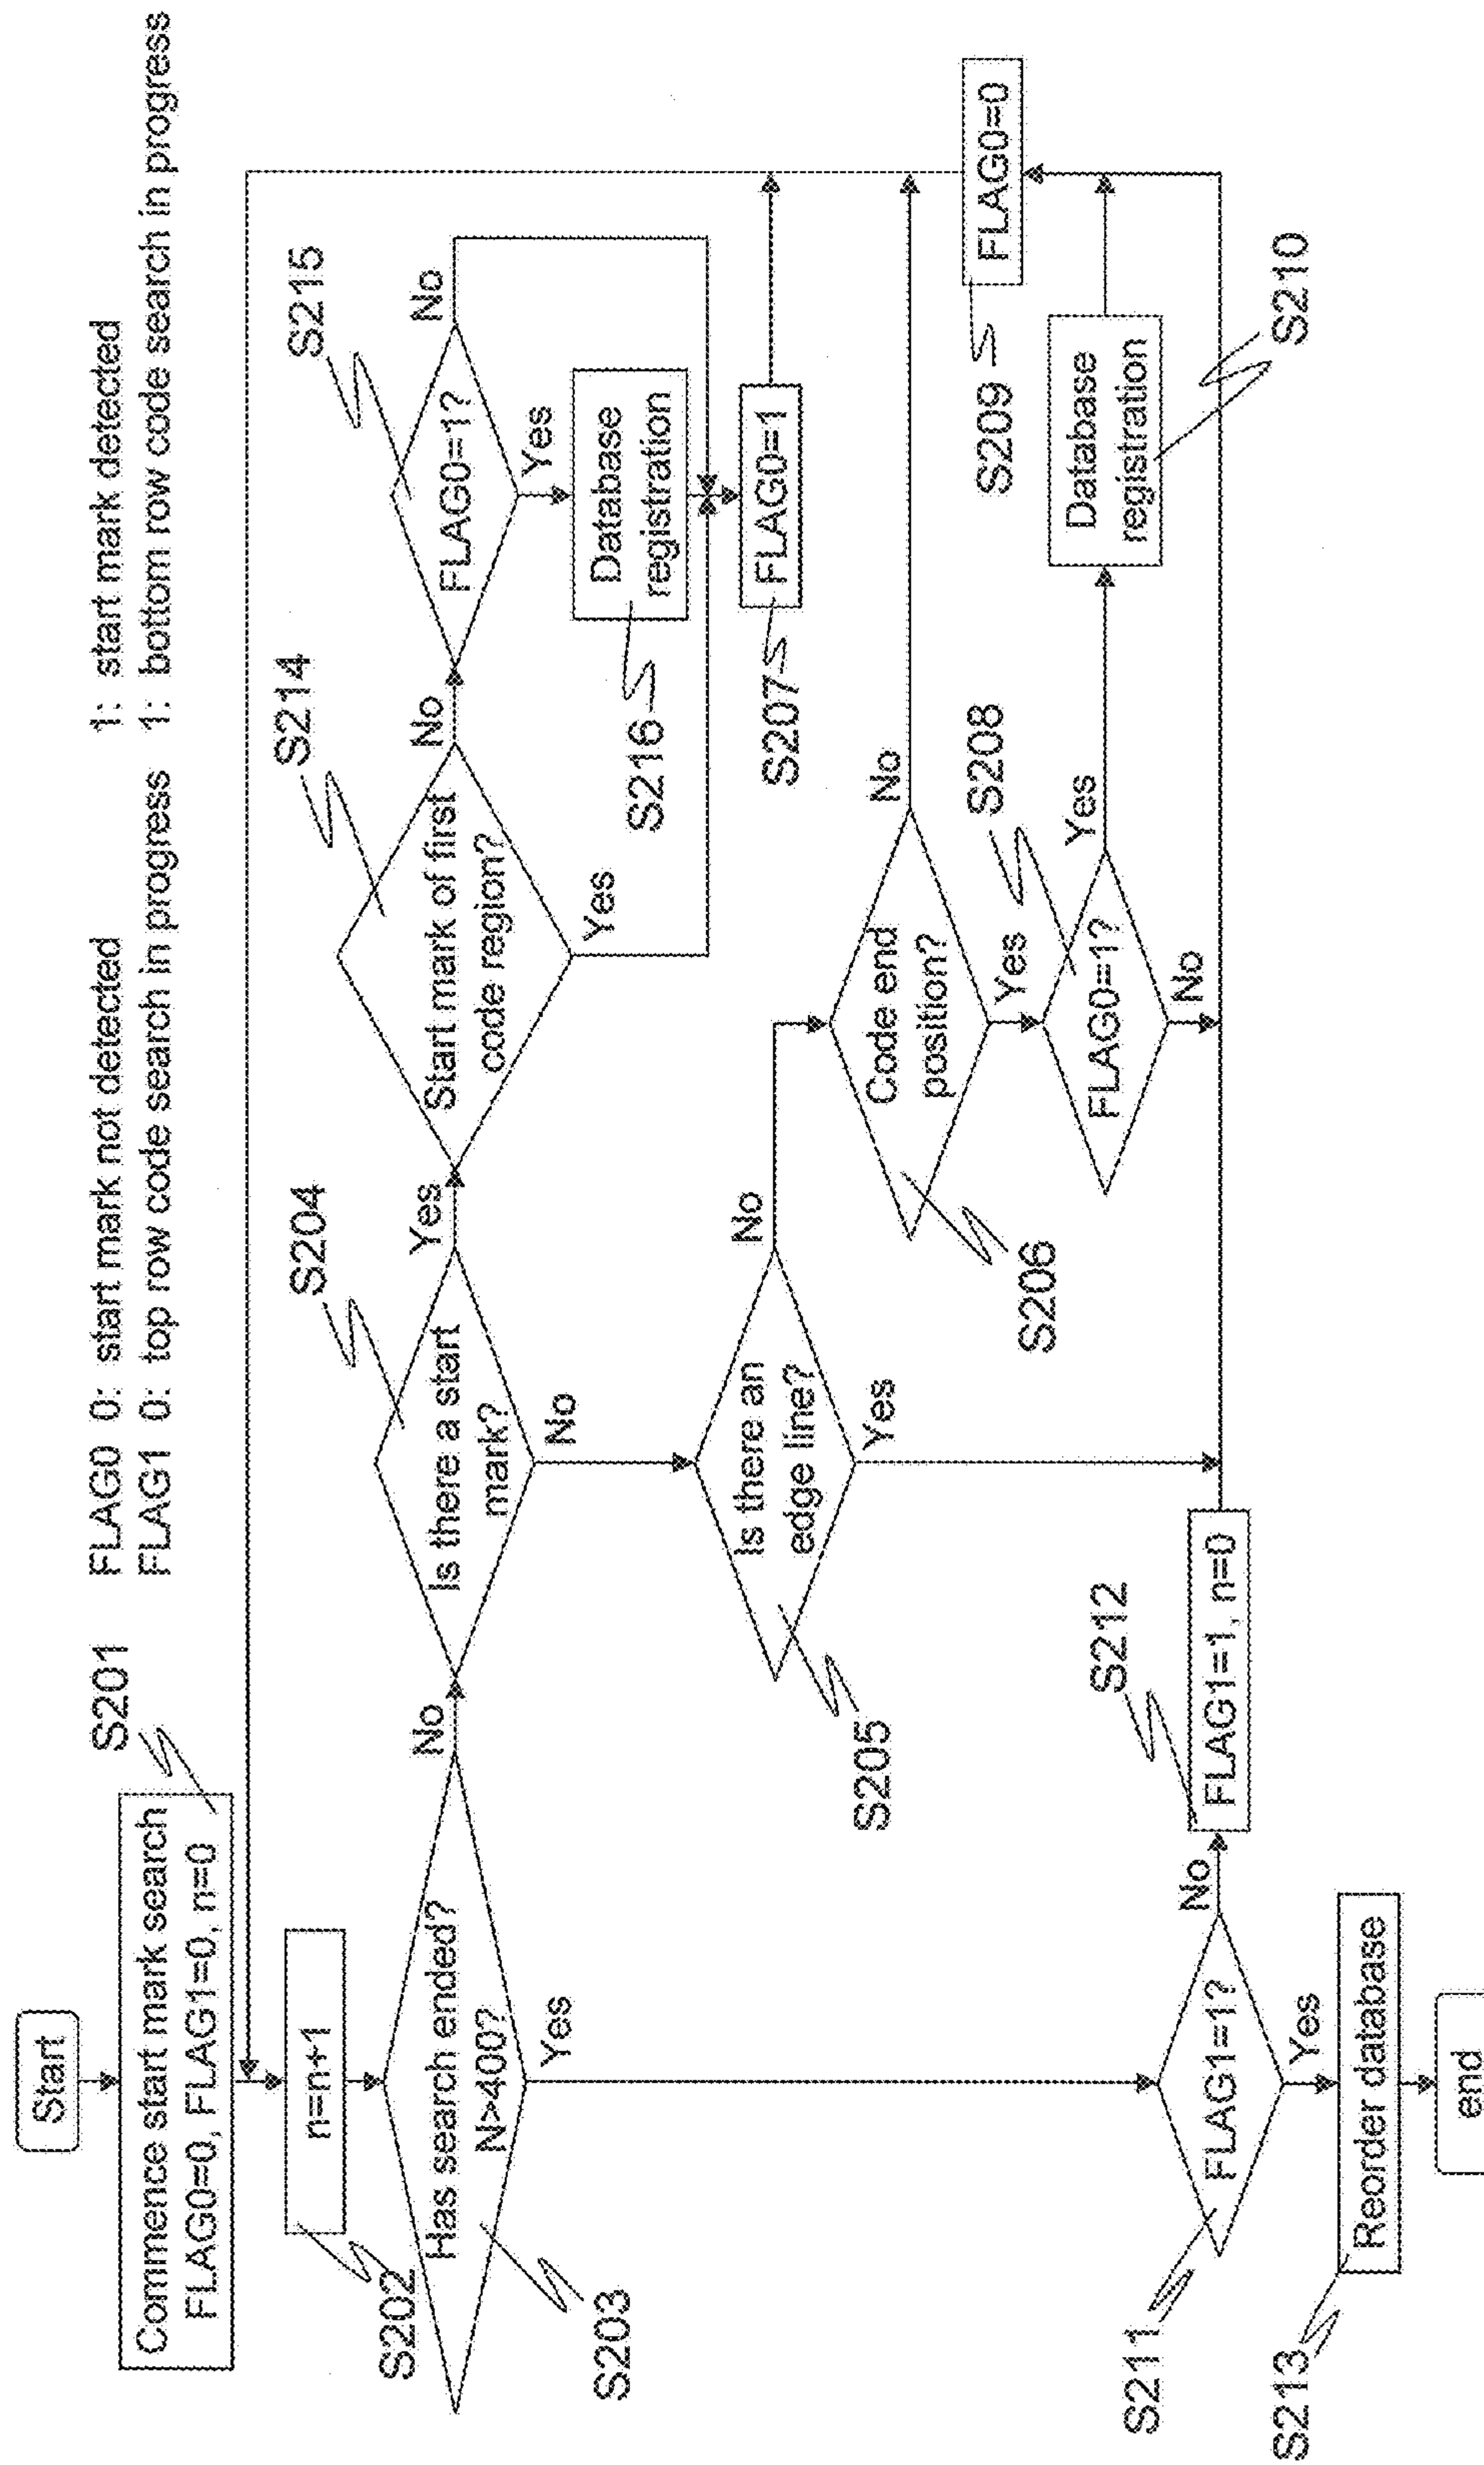 FLAG0 0: start mark not detected 1: start mark detected
FLAG1 0: top row code search in progress 1: bottom row code search in progress
Start
S201
Commence start mark search
FLAG0=0, FLAG1=0, n=0
S202
n=n+1
S203
Has search ended?
N>400?
No
Yes
S204
Is there a start
mark?
Yes
No
S214
Start mark of first
code region?
No
Yes
S215
FLAG0=1?
No
Yes
S216
Database
registration
S207
FLAG0=1
S205
Is there an
edge line?
No
Yes
S206
Code end
position?
No
Yes
S208
FLAG0=1?
Yes
No
S209
FLAG0=0
S210
Database
registration
S211
FLAG1=1?
No
Yes
S212
FLAG1=1, n=0
S213
Reorder database
end